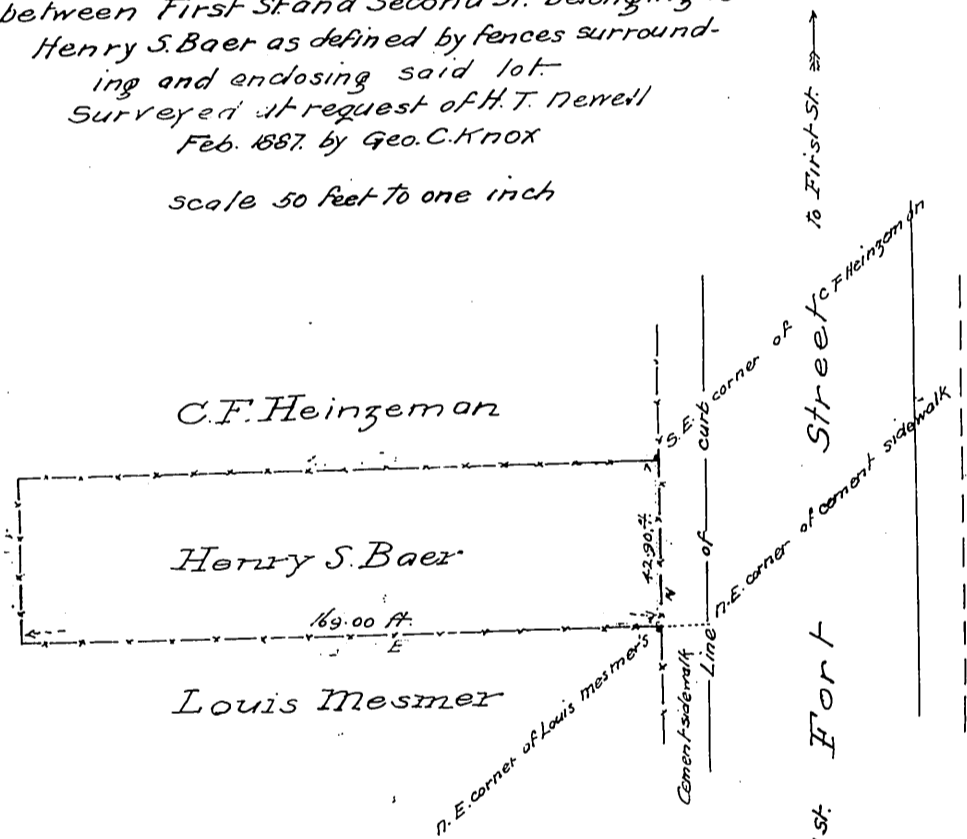 between First St. and Second St. belonging
Henry S. Baer as defined by fences surround-
ing and enclosing said lot.
Surveyed at request of H. T. Newell
Feb. 1887. by Geo. C. Knox
scale 50 feet to one inch
to First St.
C. F. Heinzeman
S. E. corner of C F Heinzeman
Fort Street
Henry S. Baer
42.90 ft.
N
169.00 ft.
E
Louis Mesmer
N. E. corner of Louis Mesmer's
Cement sidewalk
Line of curb
N. E. corner of cement sidewalk
St.